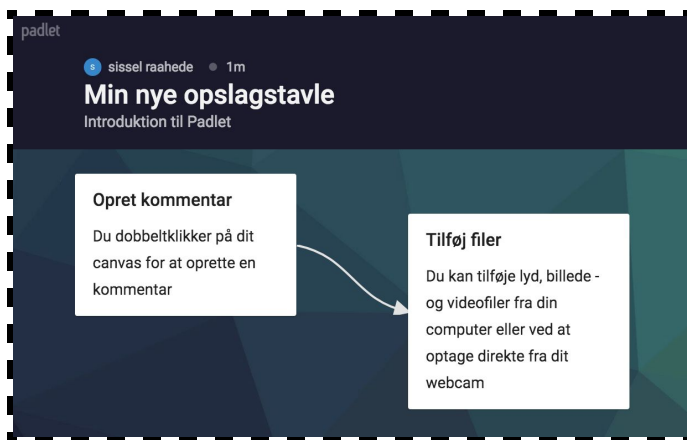 padlet
s sissel raahede • 1m
Min nye opslagstavle
Introduktion til Padlet
Opret kommentar
Du dobbeltklikker på dit
canvas for at oprette en
kommentar
Tilføj filer
Du kan tilføje lyd, billede -
og videofiler fra din
computer eller ved at
optage direkte fra dit
webcam